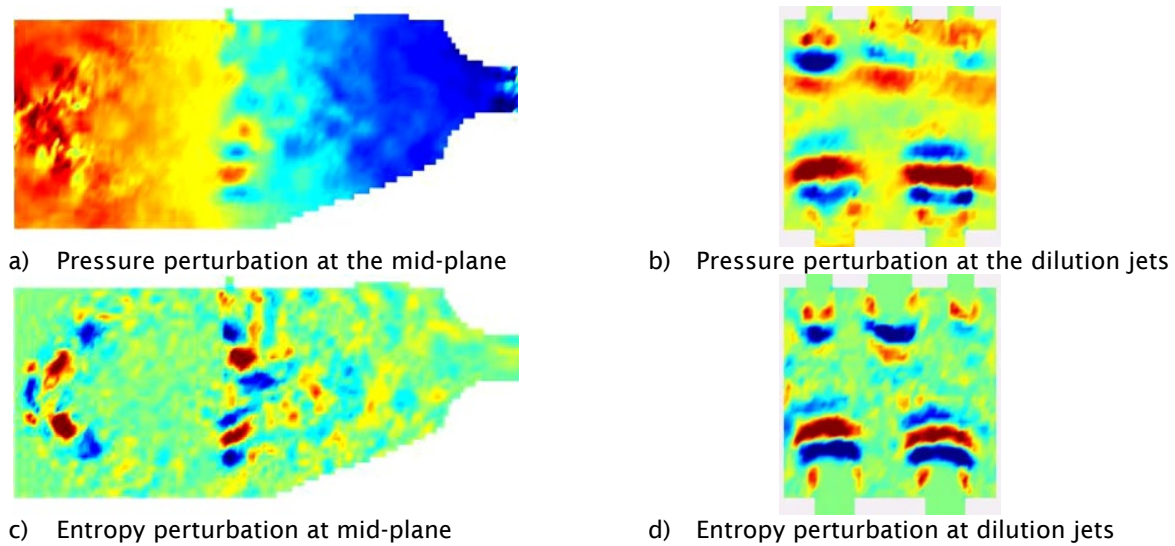 a) Pressure perturbation at the mid-plane
b) Pressure perturbation at the dilution jets
c) Entropy perturbation at mid-plane
d) Entropy perturbation at dilution jets